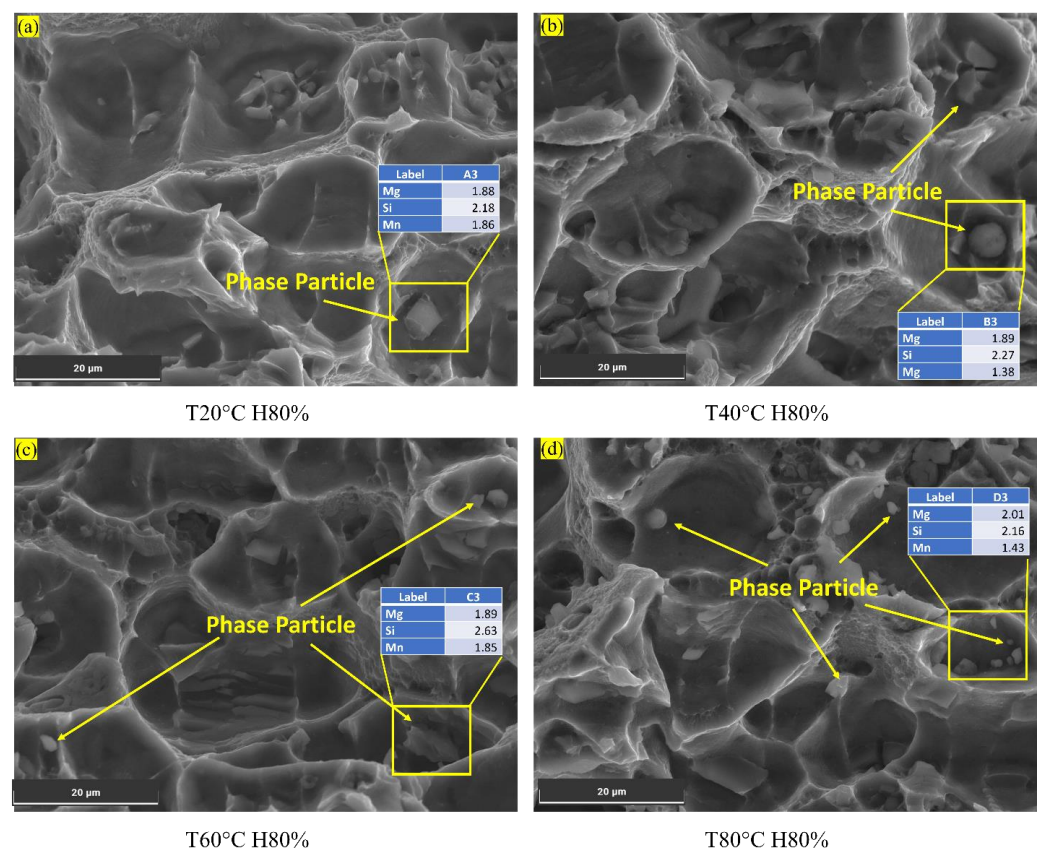 (a)
Label A3
Mg 1.88
Si 2.18
Mn 1.86
Phase Particle
20 µm
T20°C H80%
(b)
Phase Particle
Label B3
Mg 1.89
Si 2.27
Mg 1.38
20 µm
T40°C H80%
(c)
Phase Particle
Label C3
Mg 1.89
Si 2.63
Mn 1.85
20 µm
T60°C H80%
(d)
Label D3
Mg 2.01
Si 2.16
Mn 1.43
Phase Particle
20 µm
T80°C H80%